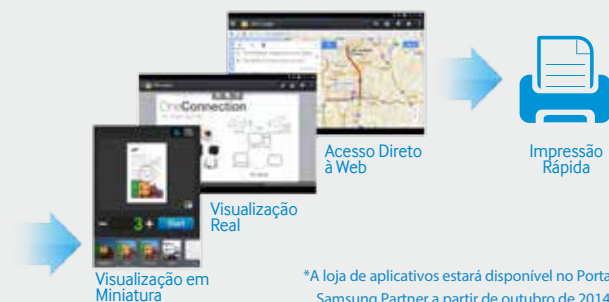 OneConnection
Acesso Direto
à Web
Impressão
Rápida
Visualização
Real
3+
Start
Visualização em
Miniatura
*A loja de aplicativos estará disponível no Porta
Samsung Partner a partir de outubro de 2014